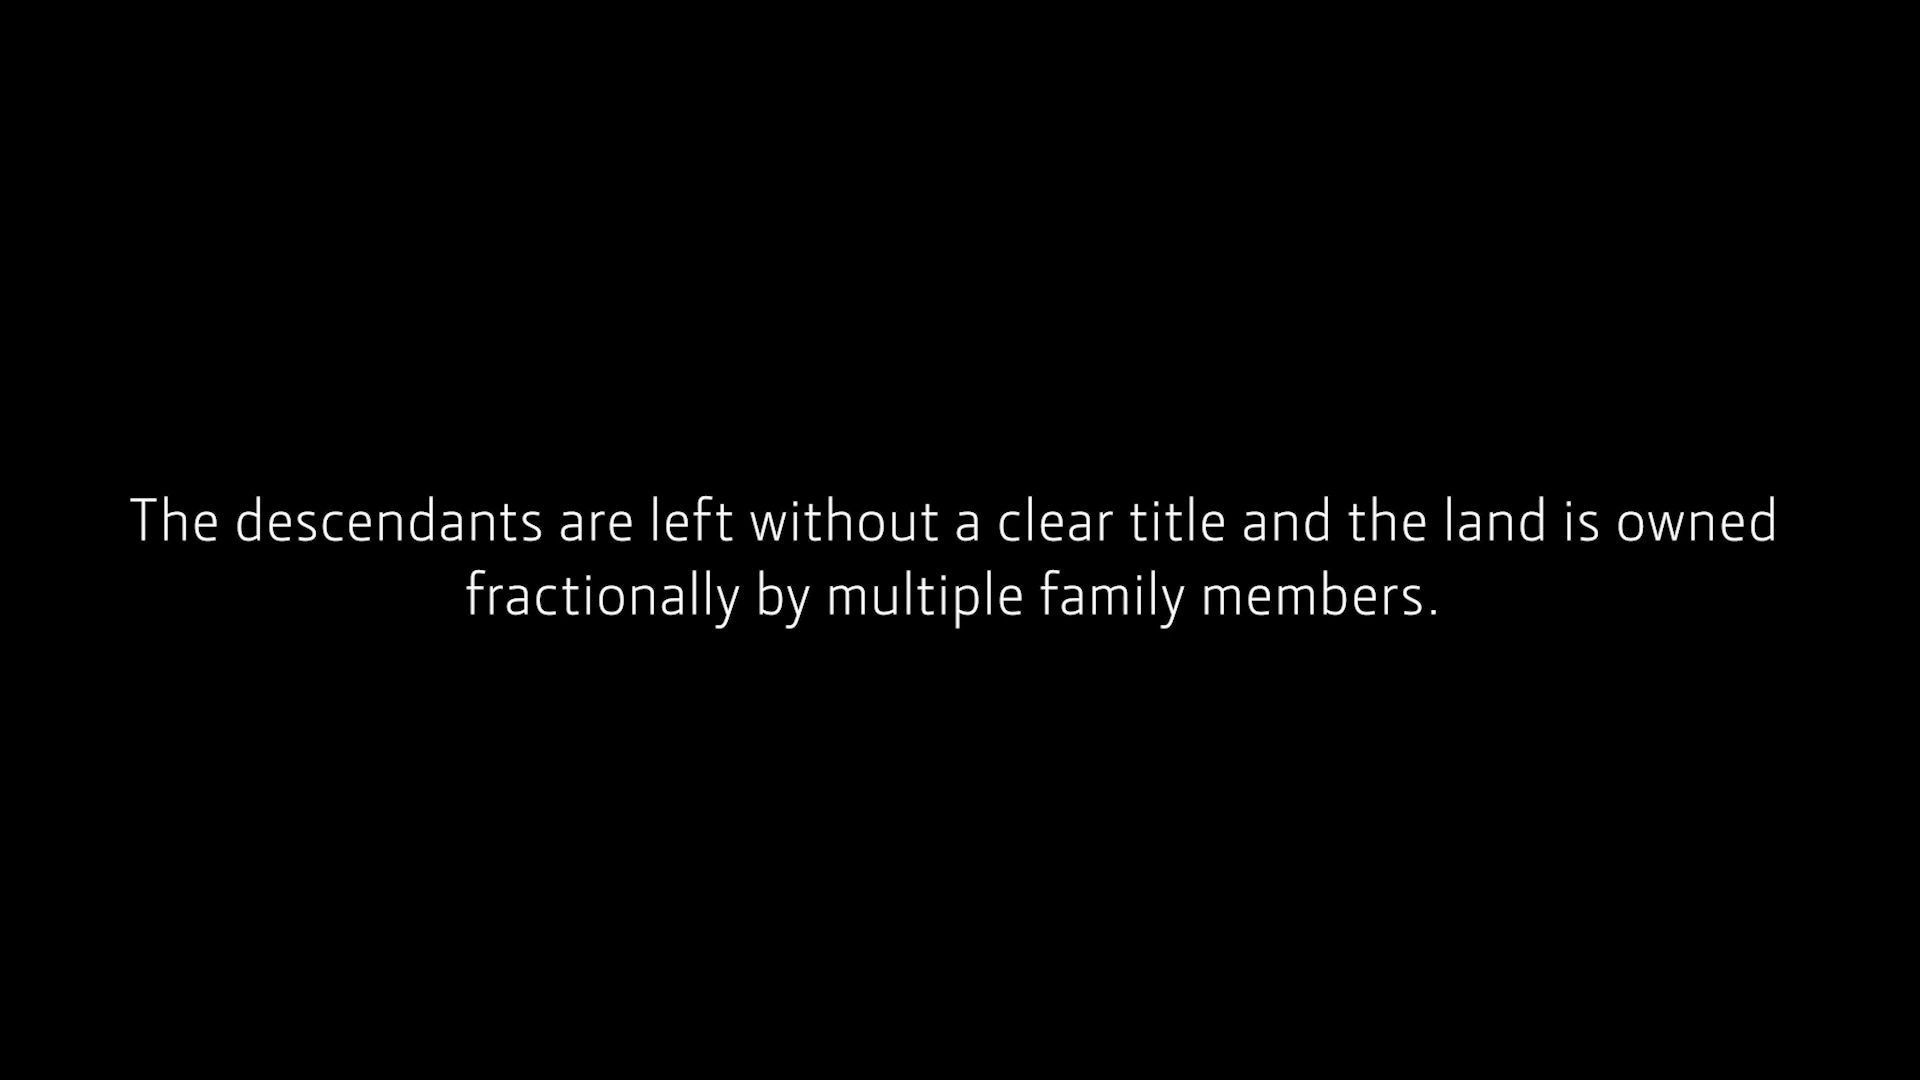 The descendants are left without a clear title and the land is owned
fractionally by multiple family members.